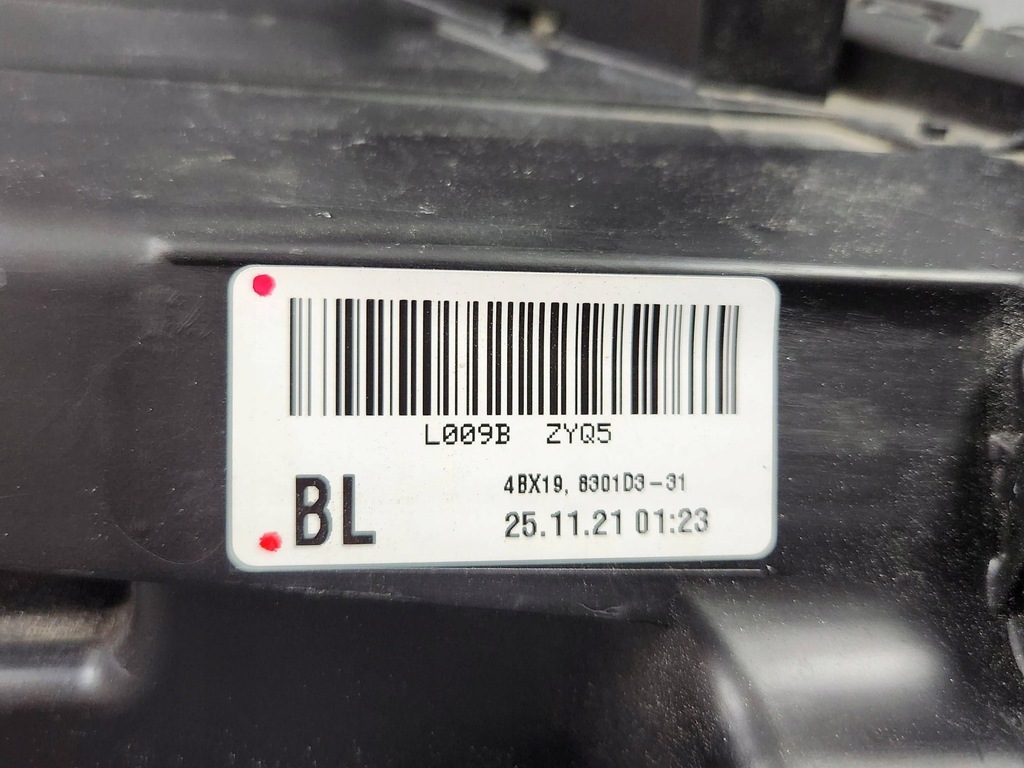 L009B ZYQ5
BL
4BX19, 8301D3-31
25.11.21 01:23